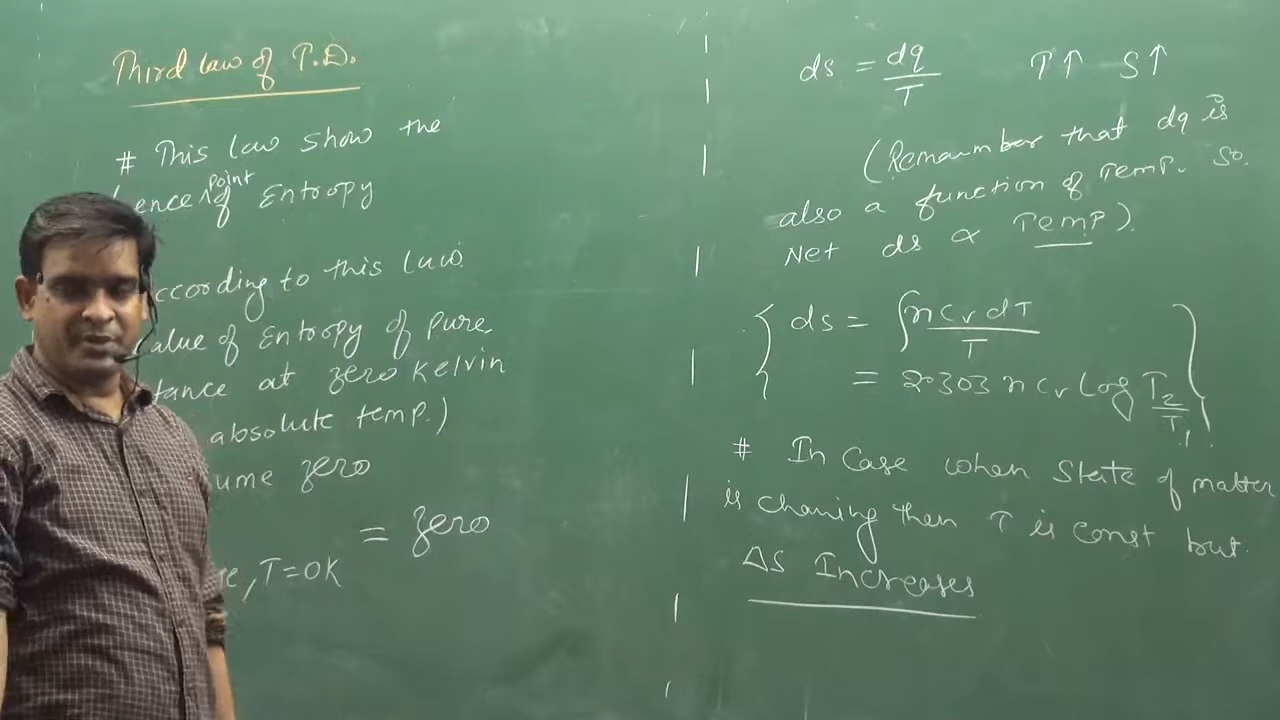 Third law of T.D.
# This law show the
point
of Entropy
ccording to this law
alue of Entropy of pure
tance at zero kelvin
absolute temp.)
ume zero
= zero
, T=0K
ds = dq/T T↑ S↑
(Remaumber that dq is
also a function of Temp. so
Net ds ∝ Temp).
{ ds = ∫ n cv dT / T
= 2.303 n cv log T2/T1 }
# In Case when State of matter
is chaning then T is const but
ΔS Increases